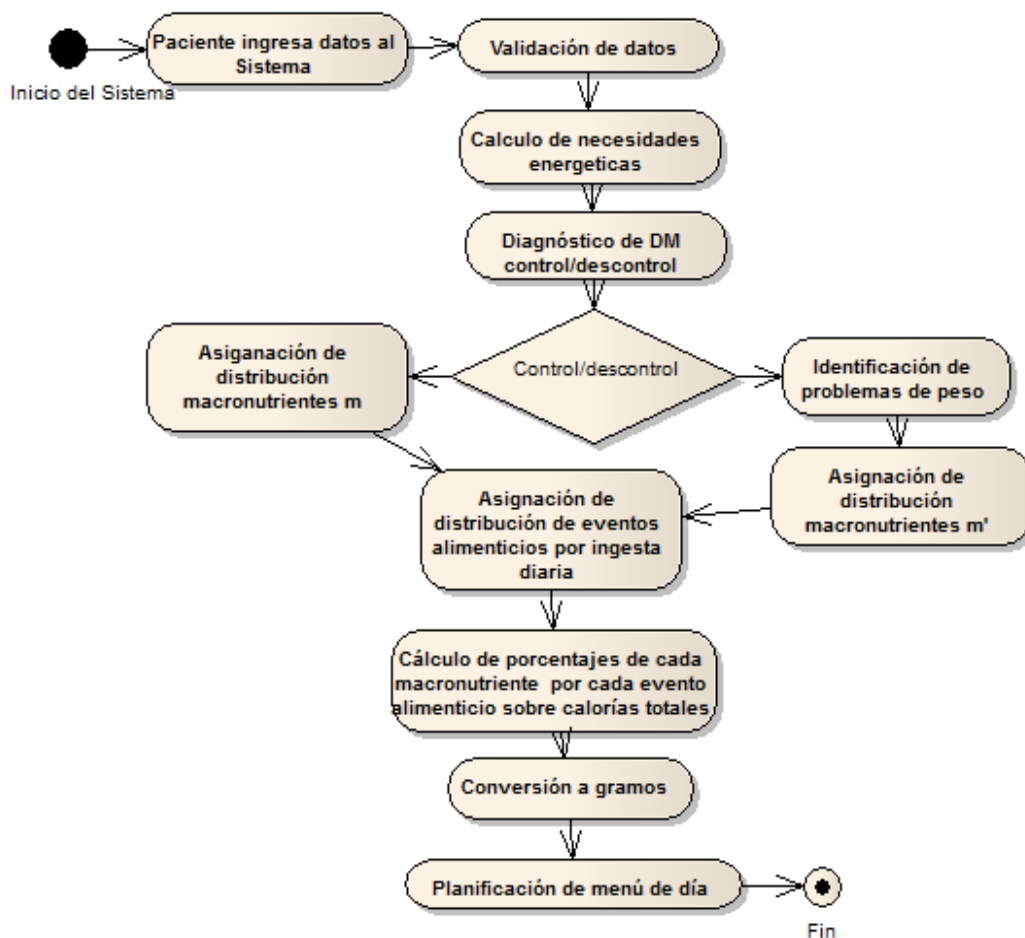 Paciente ingresa datos al
Sistema
Validación de datos
Inicio del Sistema
Calculo de necesidades
energeticas
Diagnóstico de DM
control/descontrol
Control/descontrol
Asiganación de
distribución
macronutrientes m
Identificación de
problemas de peso
Asignación de
distribución
macronutrientes m'
Asignación de
distribución de eventos
alimenticios por ingesta
diaria
Cálculo de porcentajes de cada
macronutriente por cada evento
alimenticio sobre calorías totales
Conversión a gramos
Planificación de menú de día
Fin